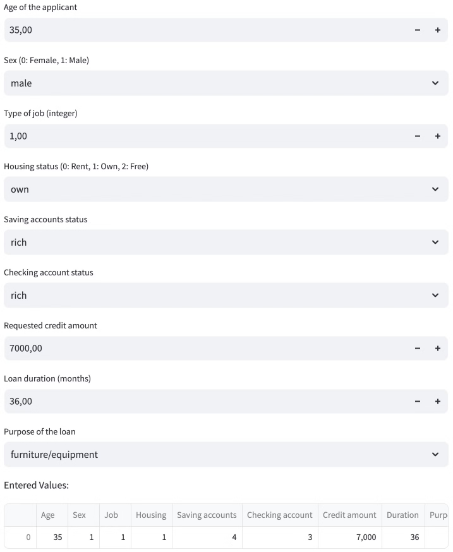 Age of the applicant
35,00 − +
Sex (0: Female, 1: Male)
male
Type of job (integer)
1,00 − +
Housing status (0: Rent, 1: Own, 2: Free)
own
Saving accounts status
rich
Checking account status
rich
Requested credit amount
7000,00 − +
Loan duration (months)
36,00 − +
Purpose of the loan
furniture/equipment
Entered Values:
Age Sex Job Housing Saving accounts Checking account Credit amount Duration Purp
0 35 1 1 1 4 3 7,000 36